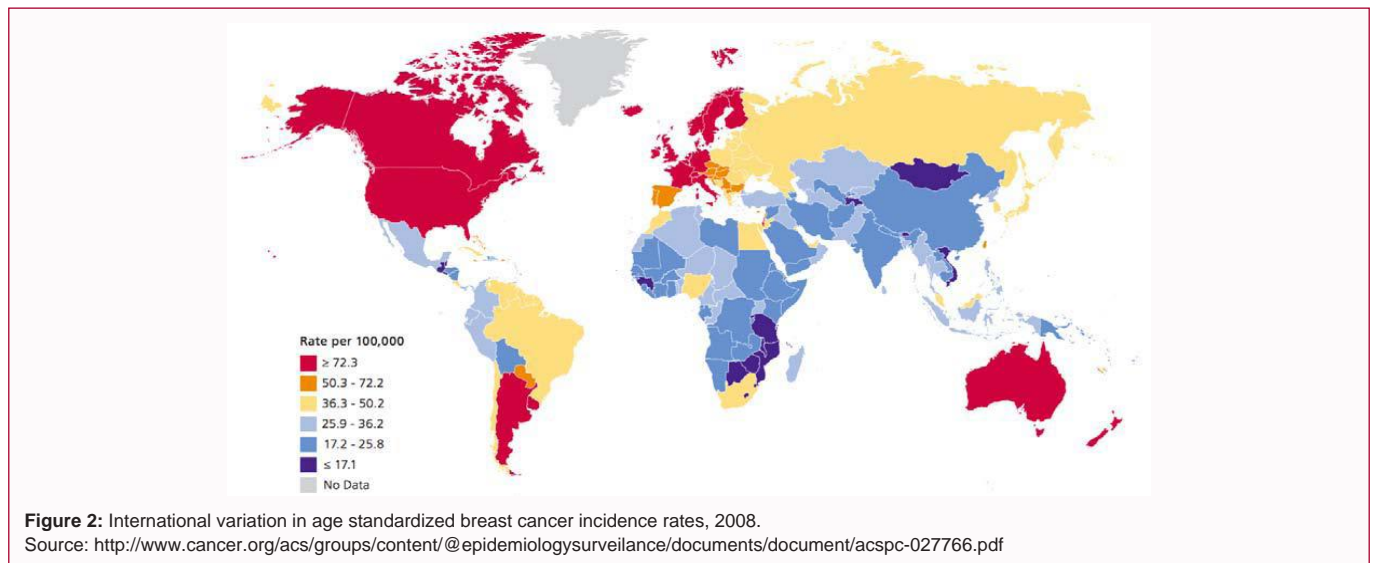 Rate per 100,000
≥ 72.3
50.3 - 72.2
36.3 - 50.2
25.9 - 36.2
17.2 - 25.8
≤ 17.1
No Data
Figure 2: International variation in age standardized breast cancer incidence rates, 2008.
Source: http://www.cancer.org/acs/groups/content/@epidemiologysurveilance/documents/document/acspc-027766.pdf